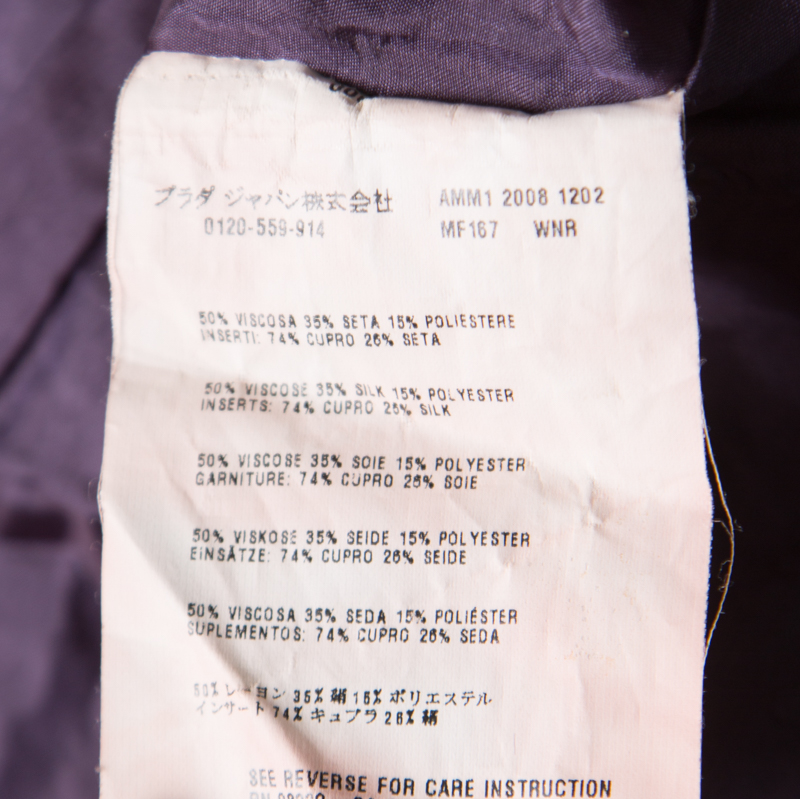 プラダ ジャパン株式会社 AMM1 2008 1202
0120-559-914 MF167 WNR
50% VISCOSA 35% SETA 15% POLIESTERE
INSERTI: 74% CUPRO 26% SETA
50% VISCOSE 35% SILK 15% POLYESTER
INSERTS: 74% CUPRO 26% SILK
50% VISCOSE 35% SOIE 15% POLYESTER
GARNITURE: 74% CUPRO 26% SOIE
50% VISKOSE 35% SEIDE 15% POLYESTER
EINSÄTZE: 74% CUPRO 26% SEIDE
50% VISCOSA 35% SEDA 15% POLIÉSTER
SUPLEMENTOS: 74% CUPRO 26% SEDA
50% レーヨン 35% 絹 15% ポリエステル
インサート 74% キュプラ 26% 絹
SEE REVERSE FOR CARE INSTRUCTION